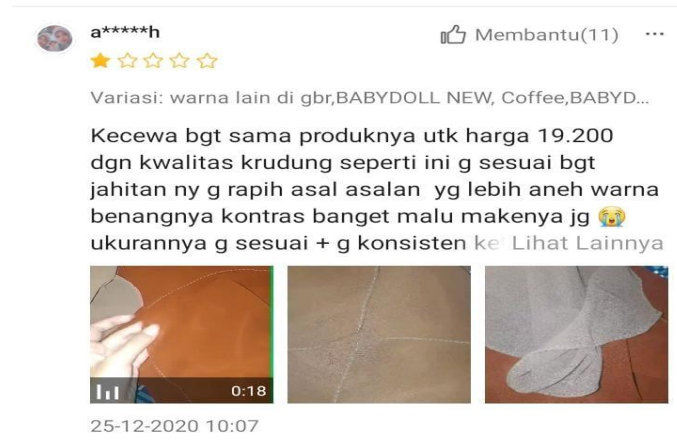 a*****h
Membantu(11)
Variasi: warna lain di gbr,BABYDOLL NEW, Coffee,BABYD...
Kecewa bgt sama produknya utk harga 19.200
dgn kwalitas krudung seperti ini g sesuai bgt
jahitan ny g rapih asal asalan yg lebih aneh warna
benangnya kontras banget malu makenya jg 😭
ukurannya g sesuai + g konsisten Lihat Lainnya
0:18
25-12-2020 10:07